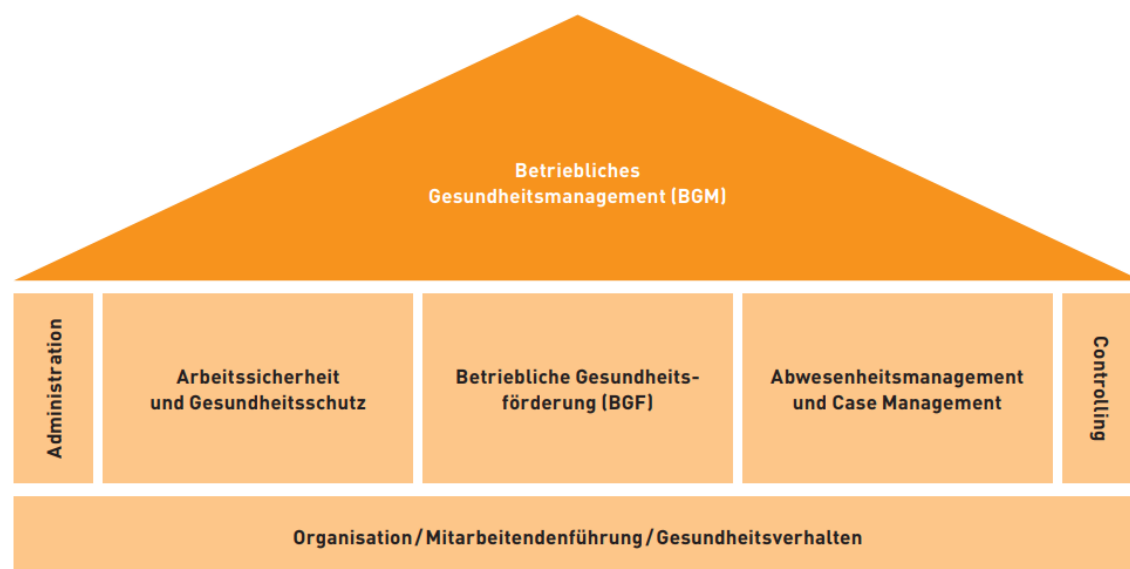 Betriebliches
Gesundheitsmanagement (BGM)
Administration
Arbeitssicherheit
und Gesundheitsschutz
Betriebliche Gesundheits-
förderung (BGF)
Abwesenheitsmanagement
und Case Management
Controlling
Organisation / Mitarbeitendenführung / Gesundheitsverhalten